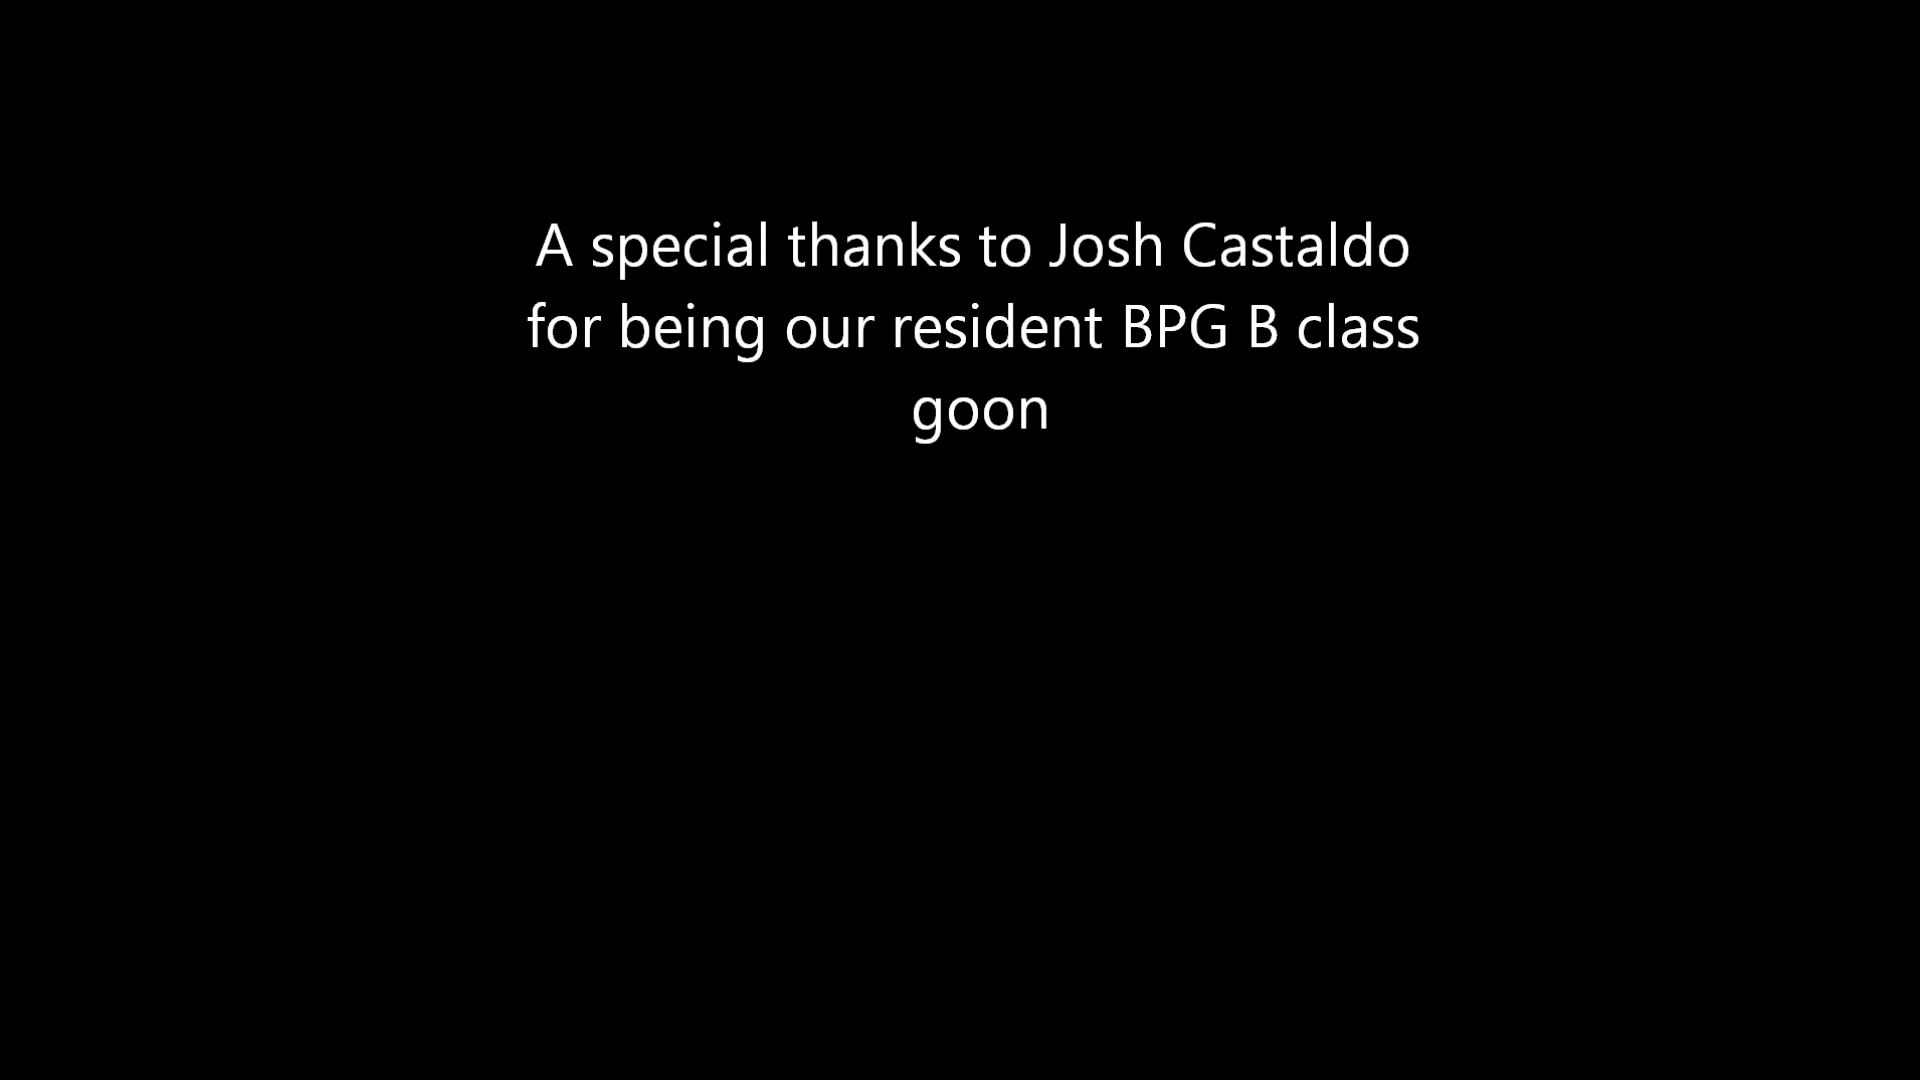 A special thanks to Josh Castaldo
for being our resident BPG B class
goon